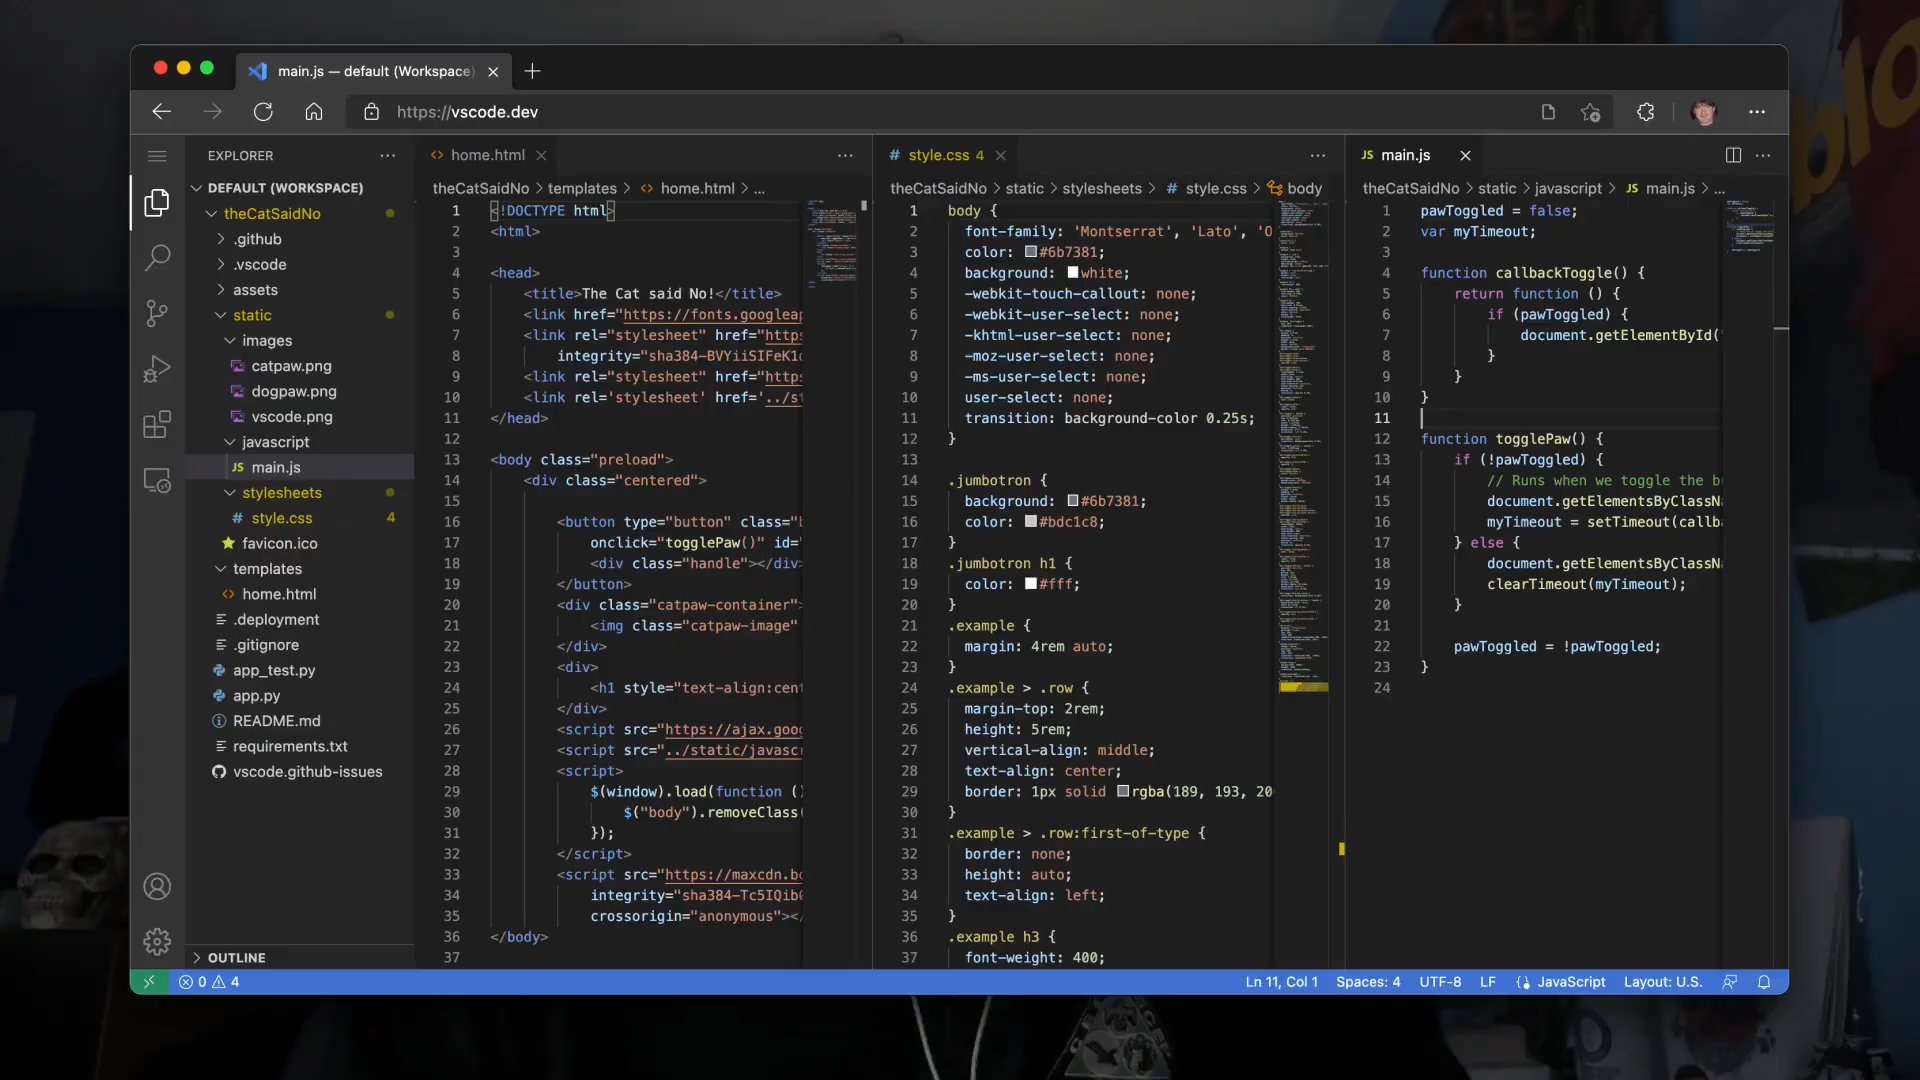 main.js — default (Workspace)
https://vscode.dev
EXPLORER
DEFAULT (WORKSPACE)
theCatSaidNo
.github
.vscode
assets
static
images
catpaw.png
dogpaw.png
vscode.png
javascript
JS main.js
stylesheets
# style.css 4
favicon.ico
templates
<> home.html
.deployment
.gitignore
app_test.py
app.py
README.md
requirements.txt
vscode.github-issues
OUTLINE
<> home.html
theCatSaidNo > templates > <> home.html > ...
1 <!DOCTYPE html>
2 <html>
3
4 <head>
5 <title>The Cat said No!</title>
6 <link href="https://fonts.googleap
7 <link rel="stylesheet" href="https
8 integrity="sha384-BVYiiSIFeK1d
9 <link rel="stylesheet" href="https
10 <link rel='stylesheet' href='../st
11 </head>
12
13 <body class="preload">
14 <div class="centered">
15
16 <button type="button" class="b
17 onclick="togglePaw()" id="
18 <div class="handle"></div>
19 </button>
20 <div class="catpaw-container">
21 <img class="catpaw-image"
22 </div>
23 <div>
24 <h1 style="text-align:cent
25 </div>
26 <script src="https://ajax.goog
27 <script src="../static/javascr
28 <script>
29 $(window).load(function ()
30 $("body").removeClass(
31 });
32 </script>
33 <script src="https://maxcdn.bo
34 integrity="sha384-Tc5IQib0
35 crossorigin="anonymous"></
36 </body>
37
# style.css 4
theCatSaidNo > static > stylesheets > # style.css > body
1 body {
2 font-family: 'Montserrat', 'Lato', 'O
3 color: #6b7381;
4 background: white;
5 -webkit-touch-callout: none;
6 -webkit-user-select: none;
7 -khtml-user-select: none;
8 -moz-user-select: none;
9 -ms-user-select: none;
10 user-select: none;
11 transition: background-color 0.25s;
12 }
13
14 .jumbotron {
15 background: #6b7381;
16 color: #bdc1c8;
17 }
18 .jumbotron h1 {
19 color: #fff;
20 }
21 .example {
22 margin: 4rem auto;
23 }
24 .example > .row {
25 margin-top: 2rem;
26 height: 5rem;
27 vertical-align: middle;
28 text-align: center;
29 border: 1px solid rgba(189, 193, 20
30 }
31 .example > .row:first-of-type {
32 border: none;
33 height: auto;
34 text-align: left;
35 }
36 .example h3 {
37 font-weight: 400;
JS main.js
theCatSaidNo > static > javascript > JS main.js > ...
1 pawToggled = false;
2 var myTimeout;
3
4 function callbackToggle() {
5 return function () {
6 if (pawToggled) {
7 document.getElementById(
8 }
9 }
10 }
11
12 function togglePaw() {
13 if (!pawToggled) {
14 // Runs when we toggle the b
15 document.getElementsByClassN
16 myTimeout = setTimeout(callb
17 } else {
18 document.getElementsByClassN
19 clearTimeout(myTimeout);
20 }
21
22 pawToggled = !pawToggled;
23 }
24
0 4
Ln 11, Col 1 Spaces: 4 UTF-8 LF {} JavaScript Layout: U.S.